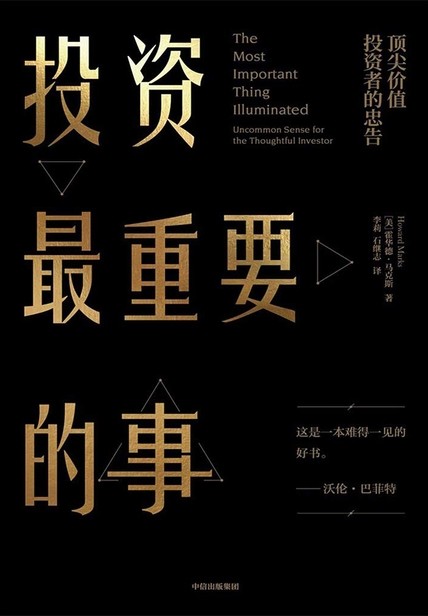 投资
最重要
的事
The
Most
Important
Thing
Illuminated
Uncommon Sense for
the Thoughtful Investor
顶尖价值
投资者的忠告
Howard Marks
[美]霍华德·马克斯 著
李莉 石继志 译
这是一本难得一见的
好书。
——沃伦·巴菲特
中信出版集团